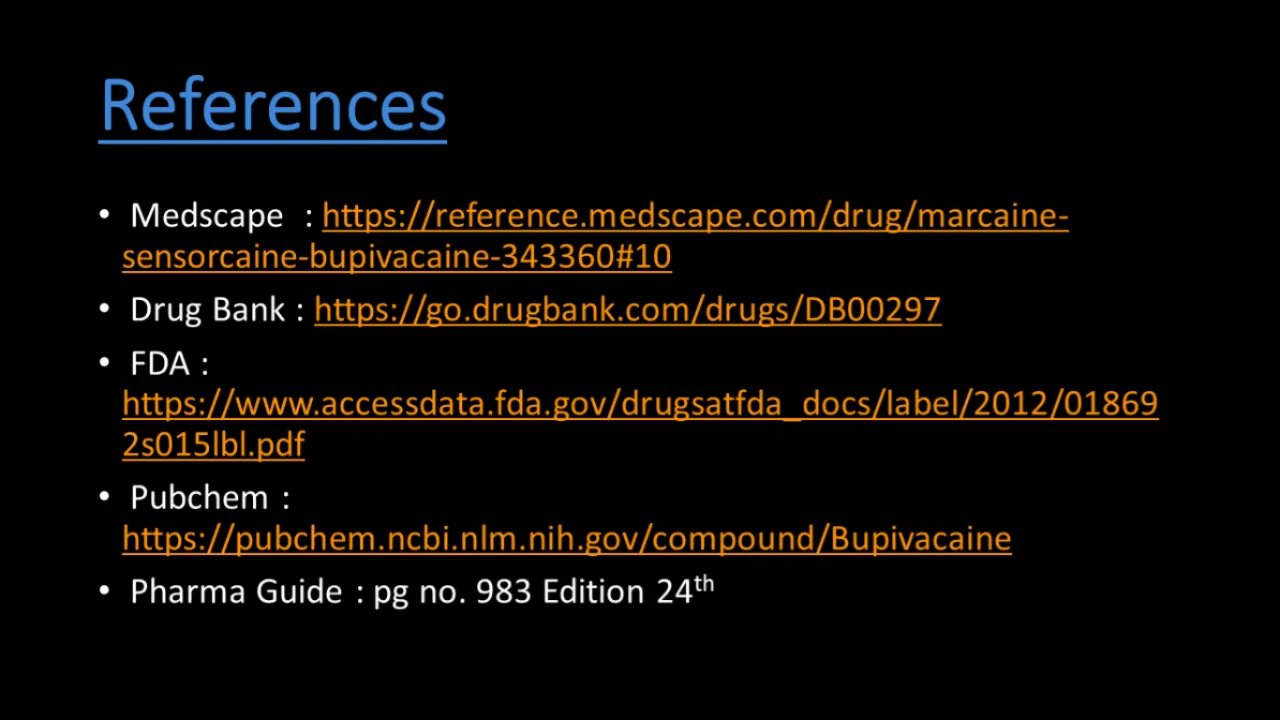 References
• Medscape : https://reference.medscape.com/drug/marcaine-
sensorcaine-bupivacaine-343360#10
• Drug Bank : https://go.drugbank.com/drugs/DB00297
• FDA :
https://www.accessdata.fda.gov/drugsatfda_docs/label/2012/01869
2s015lbl.pdf
• Pubchem :
https://pubchem.ncbi.nlm.nih.gov/compound/Bupivacaine
• Pharma Guide : pg no. 983 Edition 24th